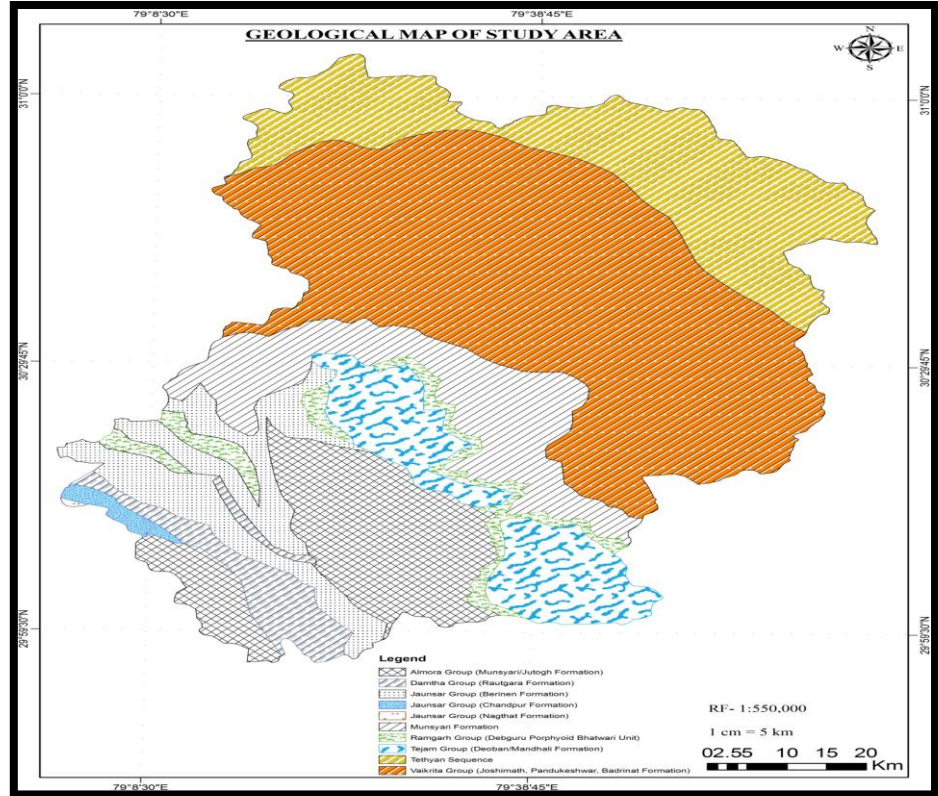 79°8'30"E 79°38'45"E
GEOLOGICAL MAP OF STUDY AREA
N
W E
S
31°0'0"N 31°0'0"N
30°29'45"N 30°29'45"N
29°59'30"N 29°59'30"N
Legend
Almora Group (Munsyari/Jutogh Formation)
Damtha Group (Rautgara Formation)
Jaunsar Group (Berinen Formation)
Jaunsar Group (Chandpur Formation)
Jaunsar Group (Nagthat Formation)
Munsyari Formation
Ramgarh Group (Debguru Porphyoid Bhatwari Unit)
Tejam Group (Deoban/Mandhali Formation)
Tethyan Sequence
Vaikrita Group (Joshimath, Pandukeshwar, Badrinat Formation)
RF- 1:550,000
1 cm = 5 km
02.55 10 15 20
Km
79°8'30"E 79°38'45"E